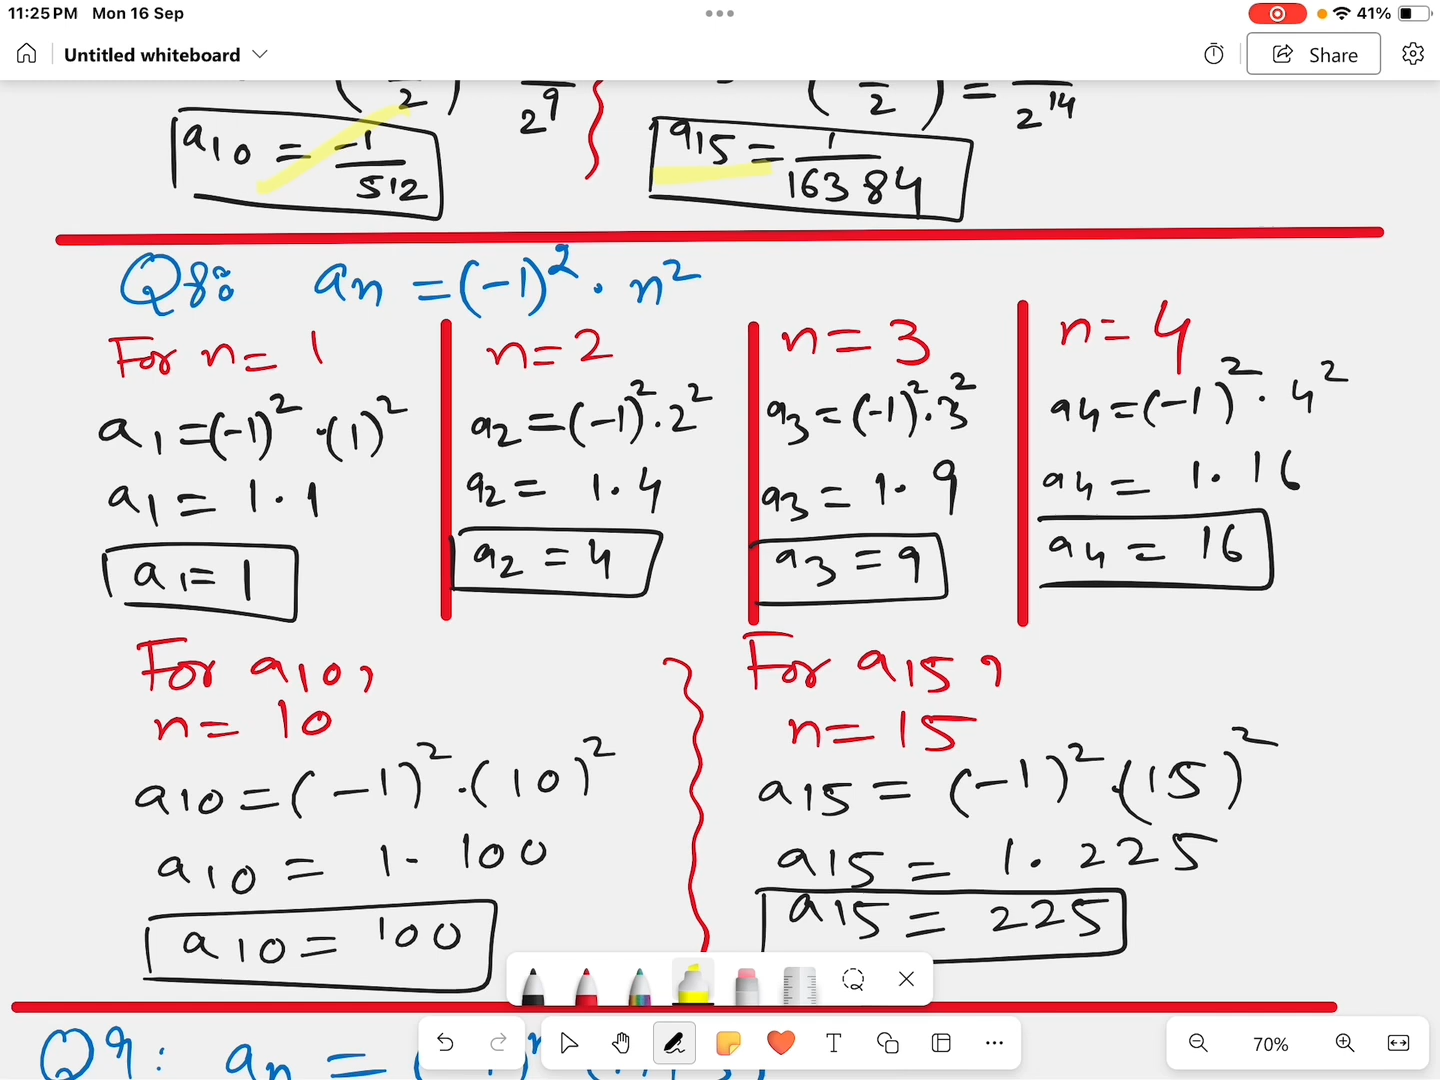 11:25 PM Mon 16 Sep
41%
Untitled whiteboard
Share
( 2 ) 2^9
( 2 ) = 2^14
a10 = -1/512
a15 = 1/16384
Q8: an = (-1)^2 · n^2
For n = 1
a1 = (-1)^2 · (1)^2
a1 = 1 · 1
a1 = 1
n = 2
a2 = (-1)^2 · 2^2
a2 = 1 · 4
a2 = 4
n = 3
a3 = (-1)^2 · 3^2
a3 = 1 · 9
a3 = 9
n = 4
a4 = (-1)^2 · 4^2
a4 = 1 · 16
a4 = 16
For a10,
n = 10
a10 = (-1)^2 · (10)^2
a10 = 1 · 100
a10 = 100
For a15,
n = 15
a15 = (-1)^2 · (15)^2
a15 = 1 · 225
a15 = 225
Q9: an =
70%